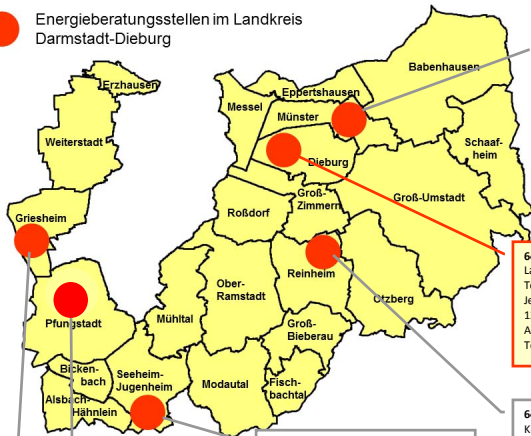 Energieberatungsstellen im Landkreis
Darmstadt-Dieburg
Babenhausen
Erzhausen
Eppertshausen
Messel
Münster
Weiterstadt
Schaaf-
heim
Dieburg
Groß-
Zimmern
Groß-Umstadt
Griesheim
Roßdorf
Reinheim
Ober-
Ramstadt
Otzberg
Pfungstadt
Mühltal
Groß-
Bieberau
Bicken-
bach
Seeheim-
Jugenheim
Modautal
Fisch-
bachtal
Alsbach-
Hähnlein